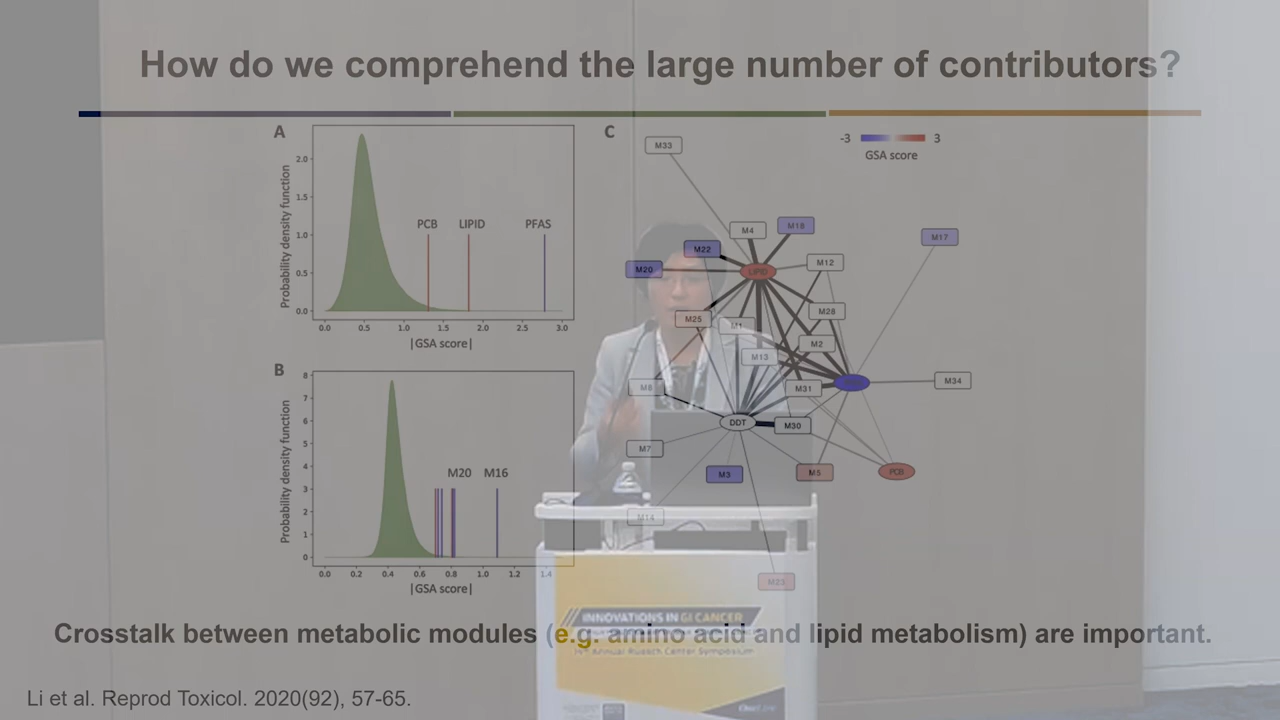 How do we comprehend the large number of contributors?
A
Probability density function
2.0
1.5
1.0
0.5
0.0
PCB LIPID PFAS
0.0 0.5 1.0 1.5 2.0 2.5 3.0
|GSA score|
B
Probability density function
8
7
6
5
4
3
2
1
0
M20 M16
0.0 0.2 0.4 0.6 0.8 1.0 1.2 1.4
|GSA score|
C
-3 3
GSA score
M33
M4
M18
M17
M22
M12
M20
LIPID
M28
M25
M1
M2
M13
M8
M31
M34
DDT
M30
M7
M3
M5
PCB
M14
M23
INNOVATIONS IN GI CANCER
Annual Ruesch Center Symposium
Crosstalk between metabolic modules (e.g. amino acid and lipid metabolism) are important.
Li et al. Reprod Toxicol. 2020(92), 57-65.